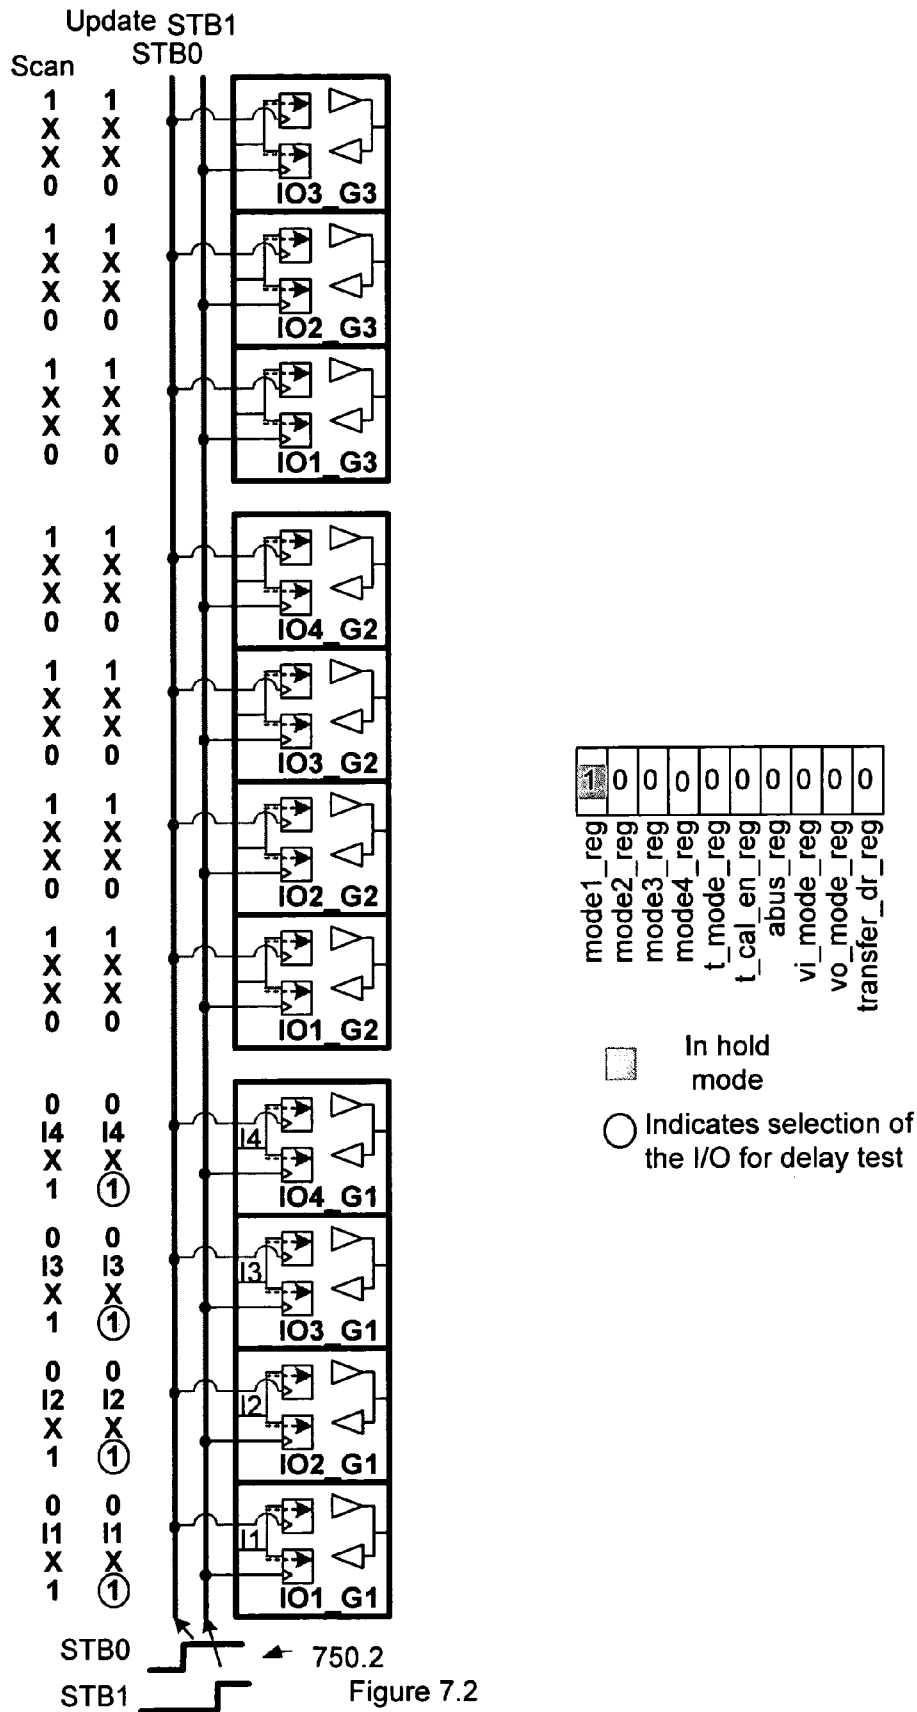 Update STB1
STB0
Scan
1 1
X X
X X
0 0
IO3_G3
1 1
X X
X X
0 0
IO2_G3
1 1
X X
X X
0 0
IO1_G3
1 1
X X
X X
0 0
IO4_G2
1 1
X X
X X
0 0
IO3_G2
1 1
X X
X X
0 0
IO2_G2
1 1
X X
X X
0 0
IO1_G2
0 0
I4 I4 I4
X X
1 1
IO4_G1
0 0
I3 I3 I3
X X
1 1
IO3_G1
0 0
I2 I2 I2
X X
1 1
IO2_G1
0 0
I1 I1 I1
X X
1 1
IO1_G1
STB0
750.2
STB1
Figure 7.2
1 0 0 0 0 0 0 0 0 0
mode1_reg
mode2_reg
mode3_reg
mode4_reg
t_mode_reg
t_cal_en_reg
abus_reg
vi_mode_reg
vo_mode_reg
transfer_dr_reg
In hold
mode
Indicates selection of
the I/O for delay test